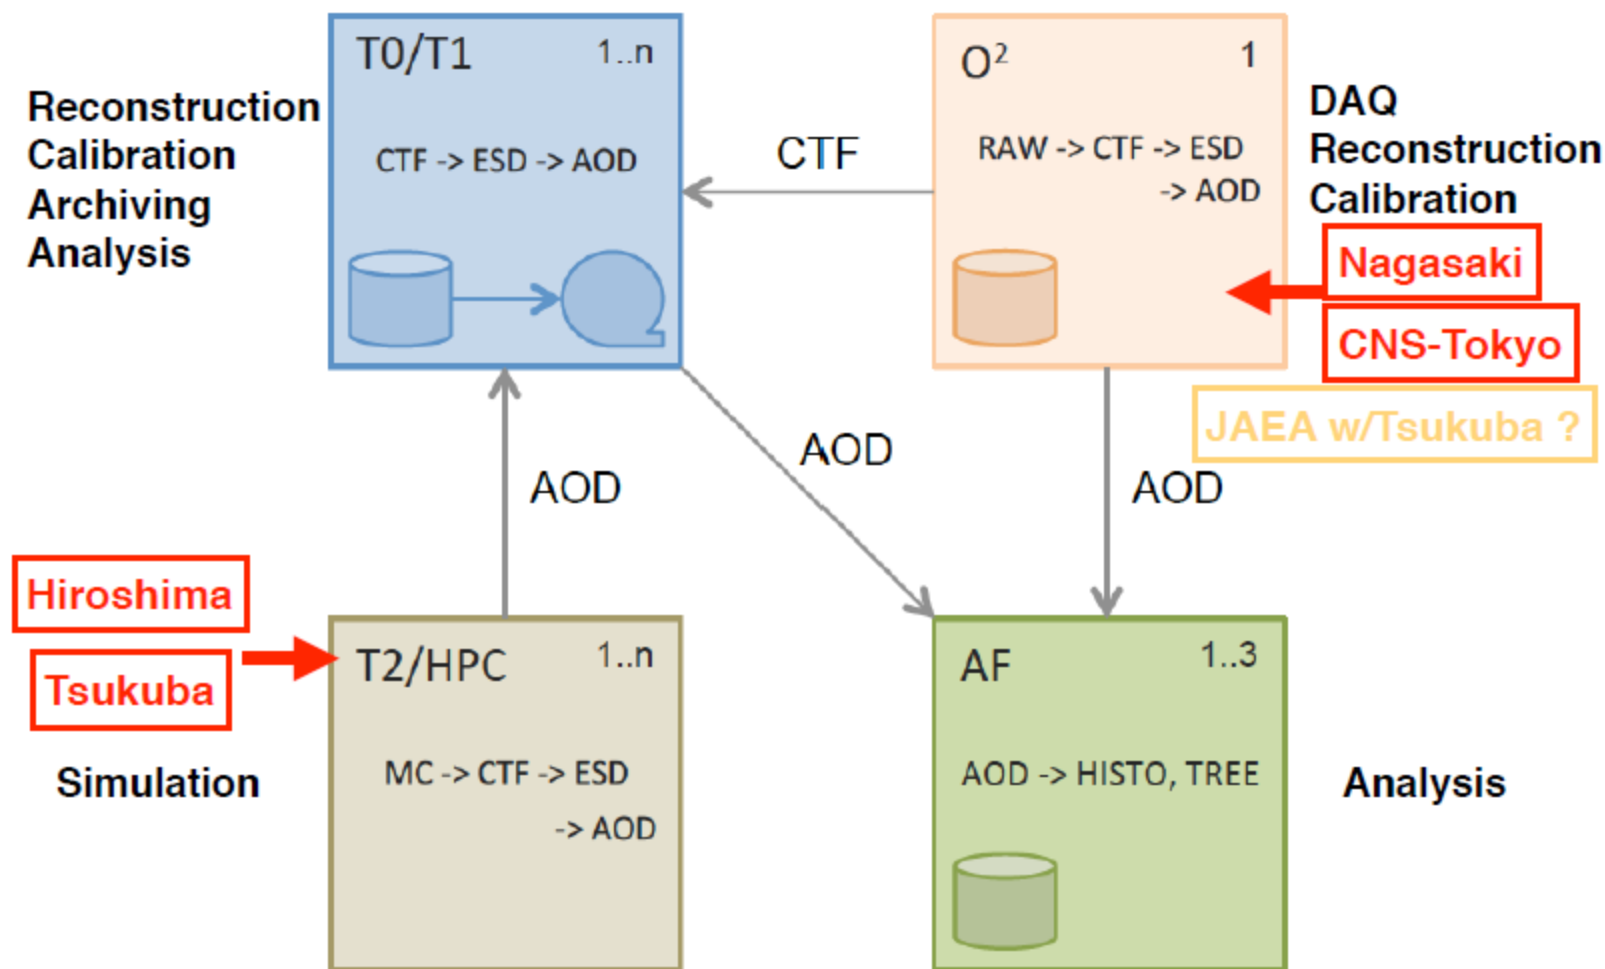 T0/T1 1..n
Reconstruction
Calibration
Archiving
Analysis
CTF -> ESD -> AOD
CTF
O² 1
RAW -> CTF -> ESD
-> AOD
DAQ
Reconstruction
Calibration
Nagasaki
CNS-Tokyo
JAEA w/Tsukuba ?
AOD
AOD
AOD
Hiroshima
Tsukuba
Simulation
T2/HPC 1..n
MC -> CTF -> ESD
-> AOD
AF 1..3
AOD -> HISTO, TREE
Analysis